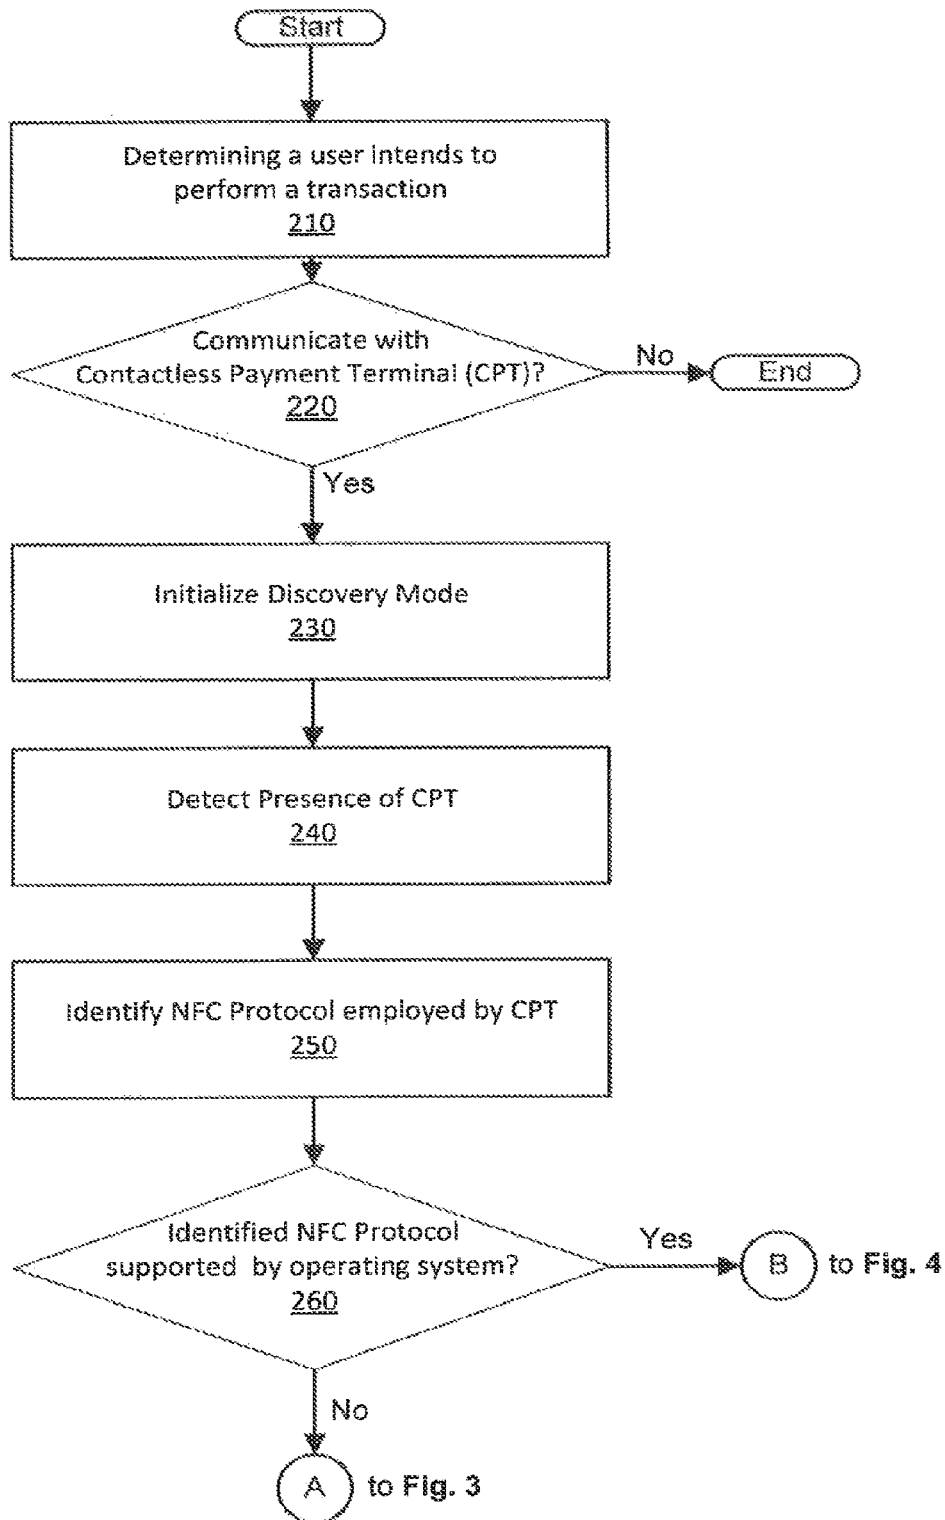 Start
Determining a user intends to
perform a transaction
210
Communicate with
Contactless Payment Terminal (CPT)?
220
No
End
Yes
Initialize Discovery Mode
230
Detect Presence of CPT
240
Identify NFC Protocol employed by CPT
250
Identified NFC Protocol
supported by operating system?
260
Yes
B
to Fig. 4
No
A
to Fig. 3